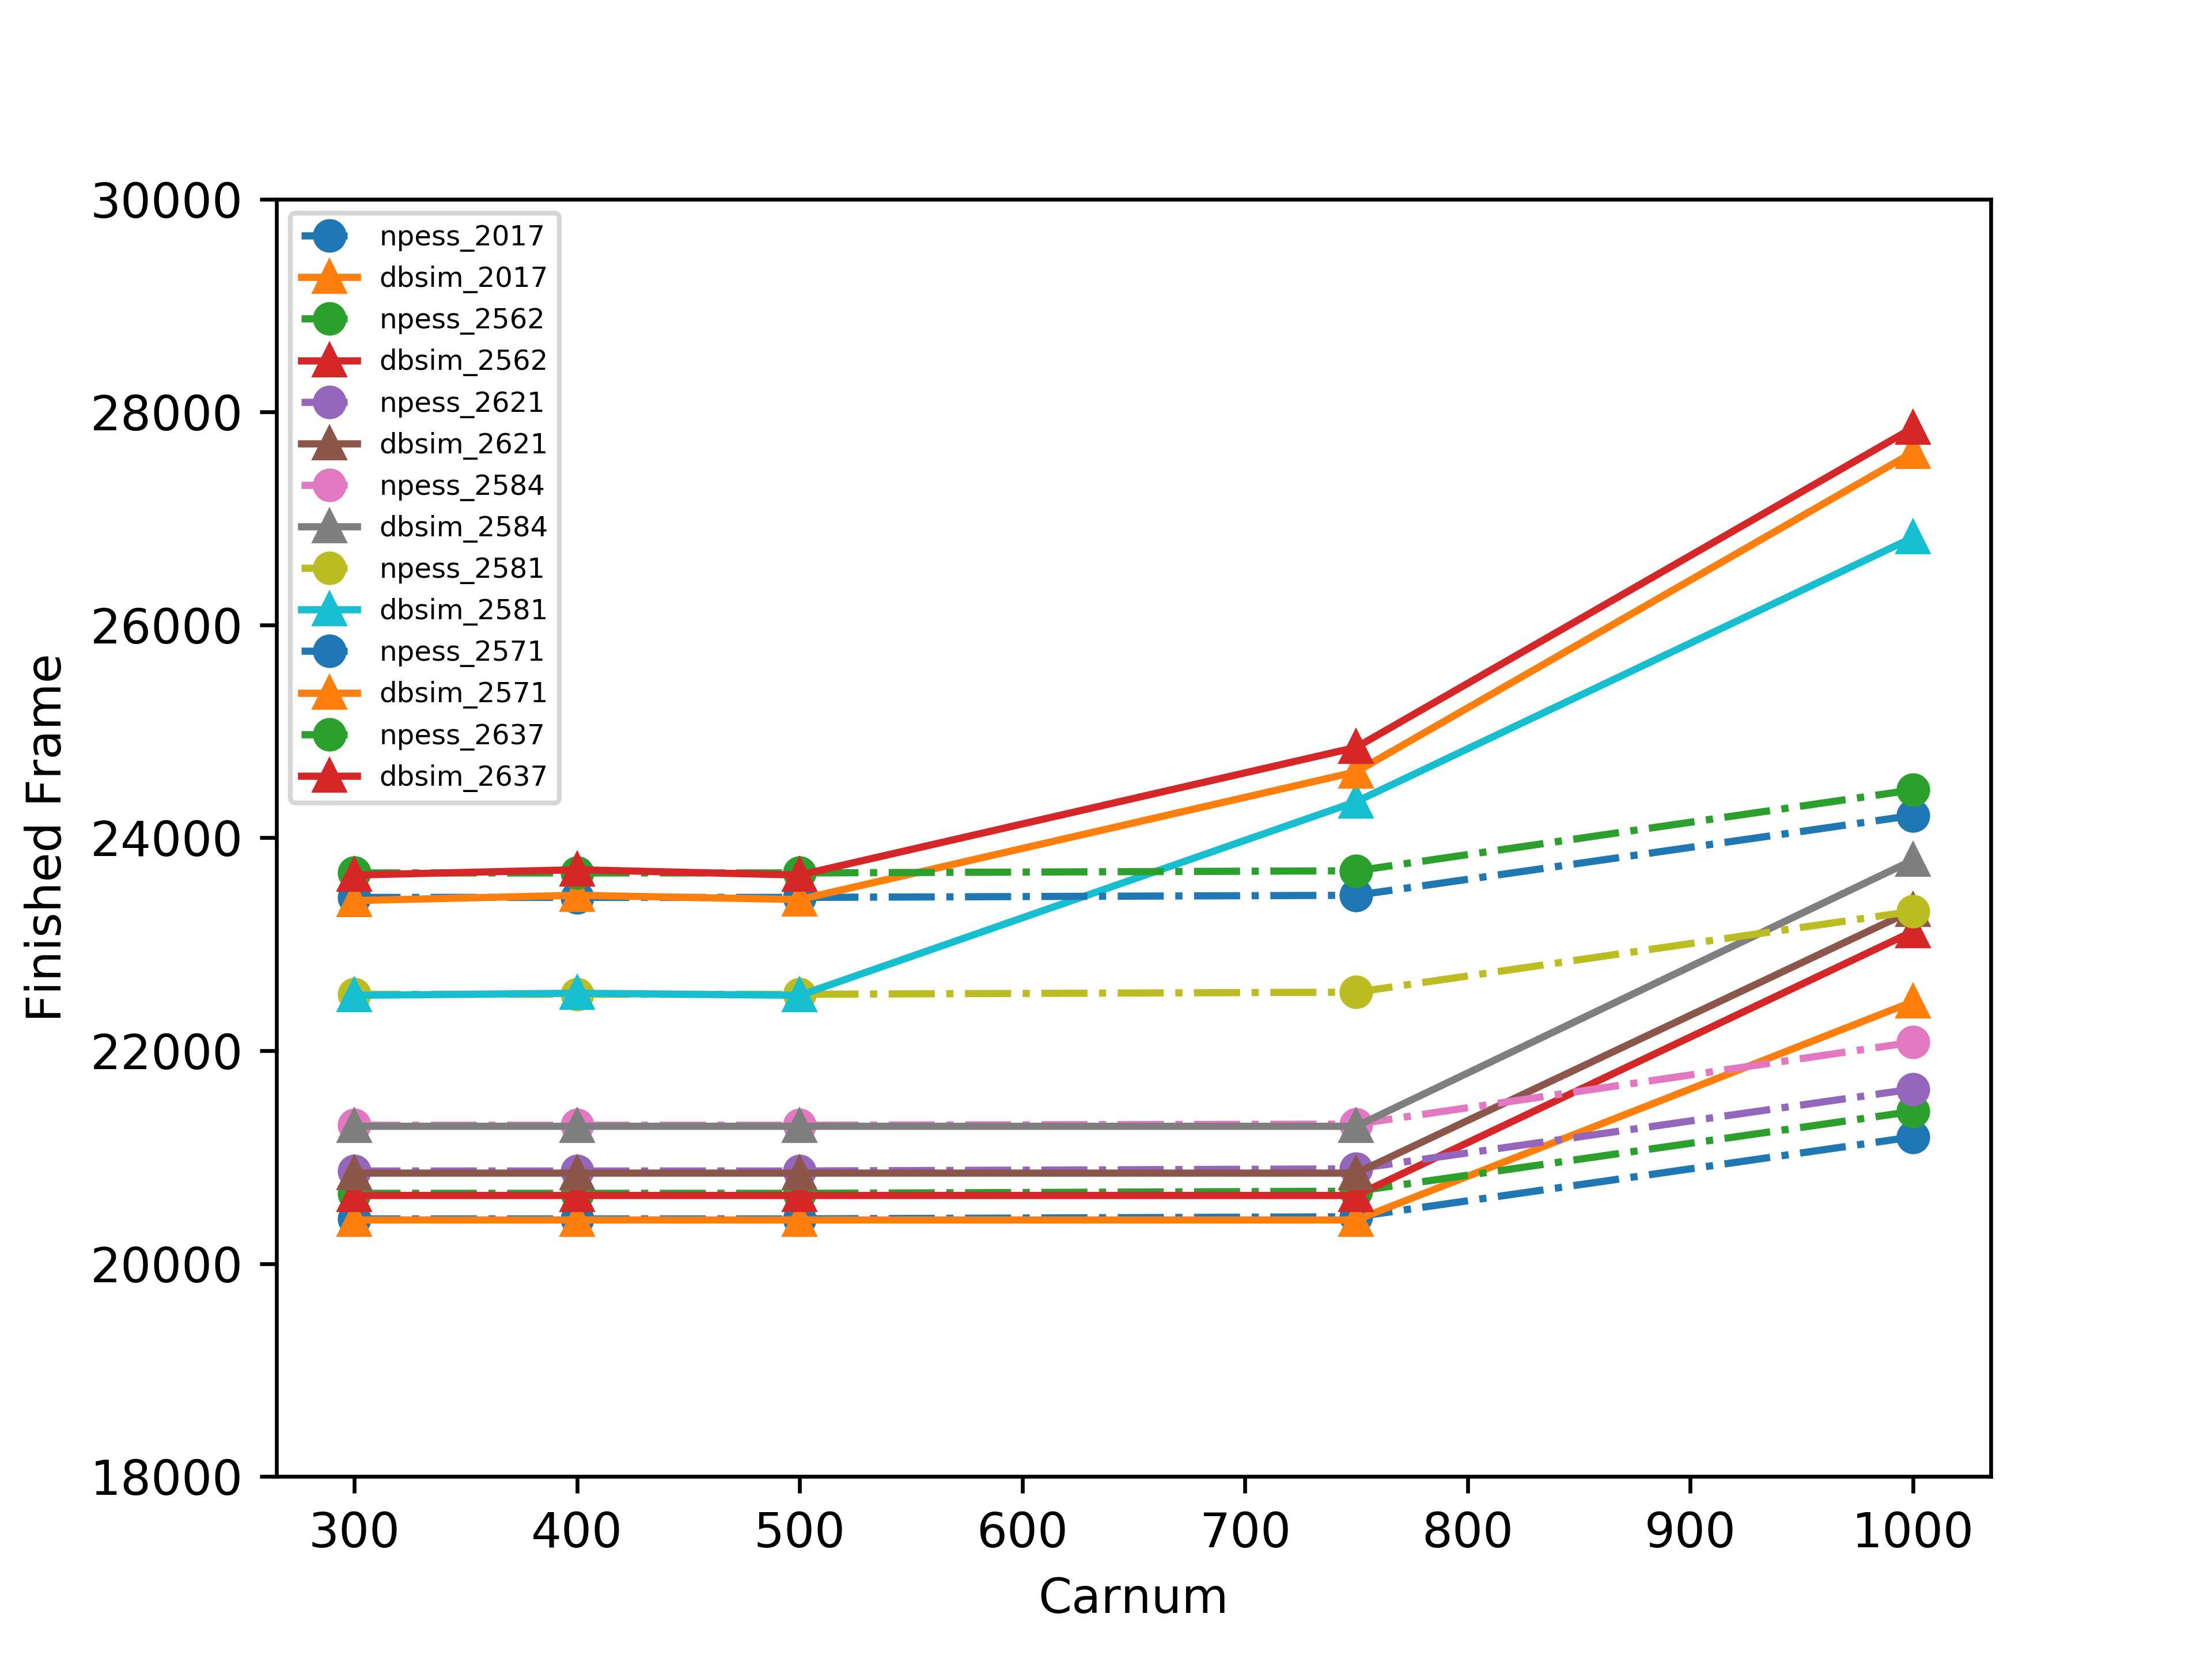 30000
28000
26000
24000
22000
20000
18000
Finished Frame
npess_2017
dbsim_2017
npess_2562
dbsim_2562
npess_2621
dbsim_2621
npess_2584
dbsim_2584
npess_2581
dbsim_2581
npess_2571
dbsim_2571
npess_2637
dbsim_2637
300 400 500 600 700 800 900 1000
Carnum